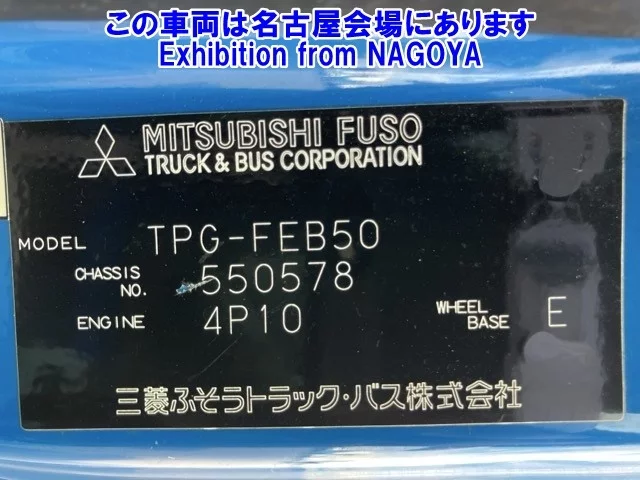 この車両は名古屋会場にあります
Exhibition from NAGOYA
MITSUBISHI FUSO
TRUCK & BUS CORPORATION
MODEL TPG-FEB50
CHASSIS NO. 550578
ENGINE 4P10 WHEEL BASE E
三菱ふそうトラック・バス株式会社